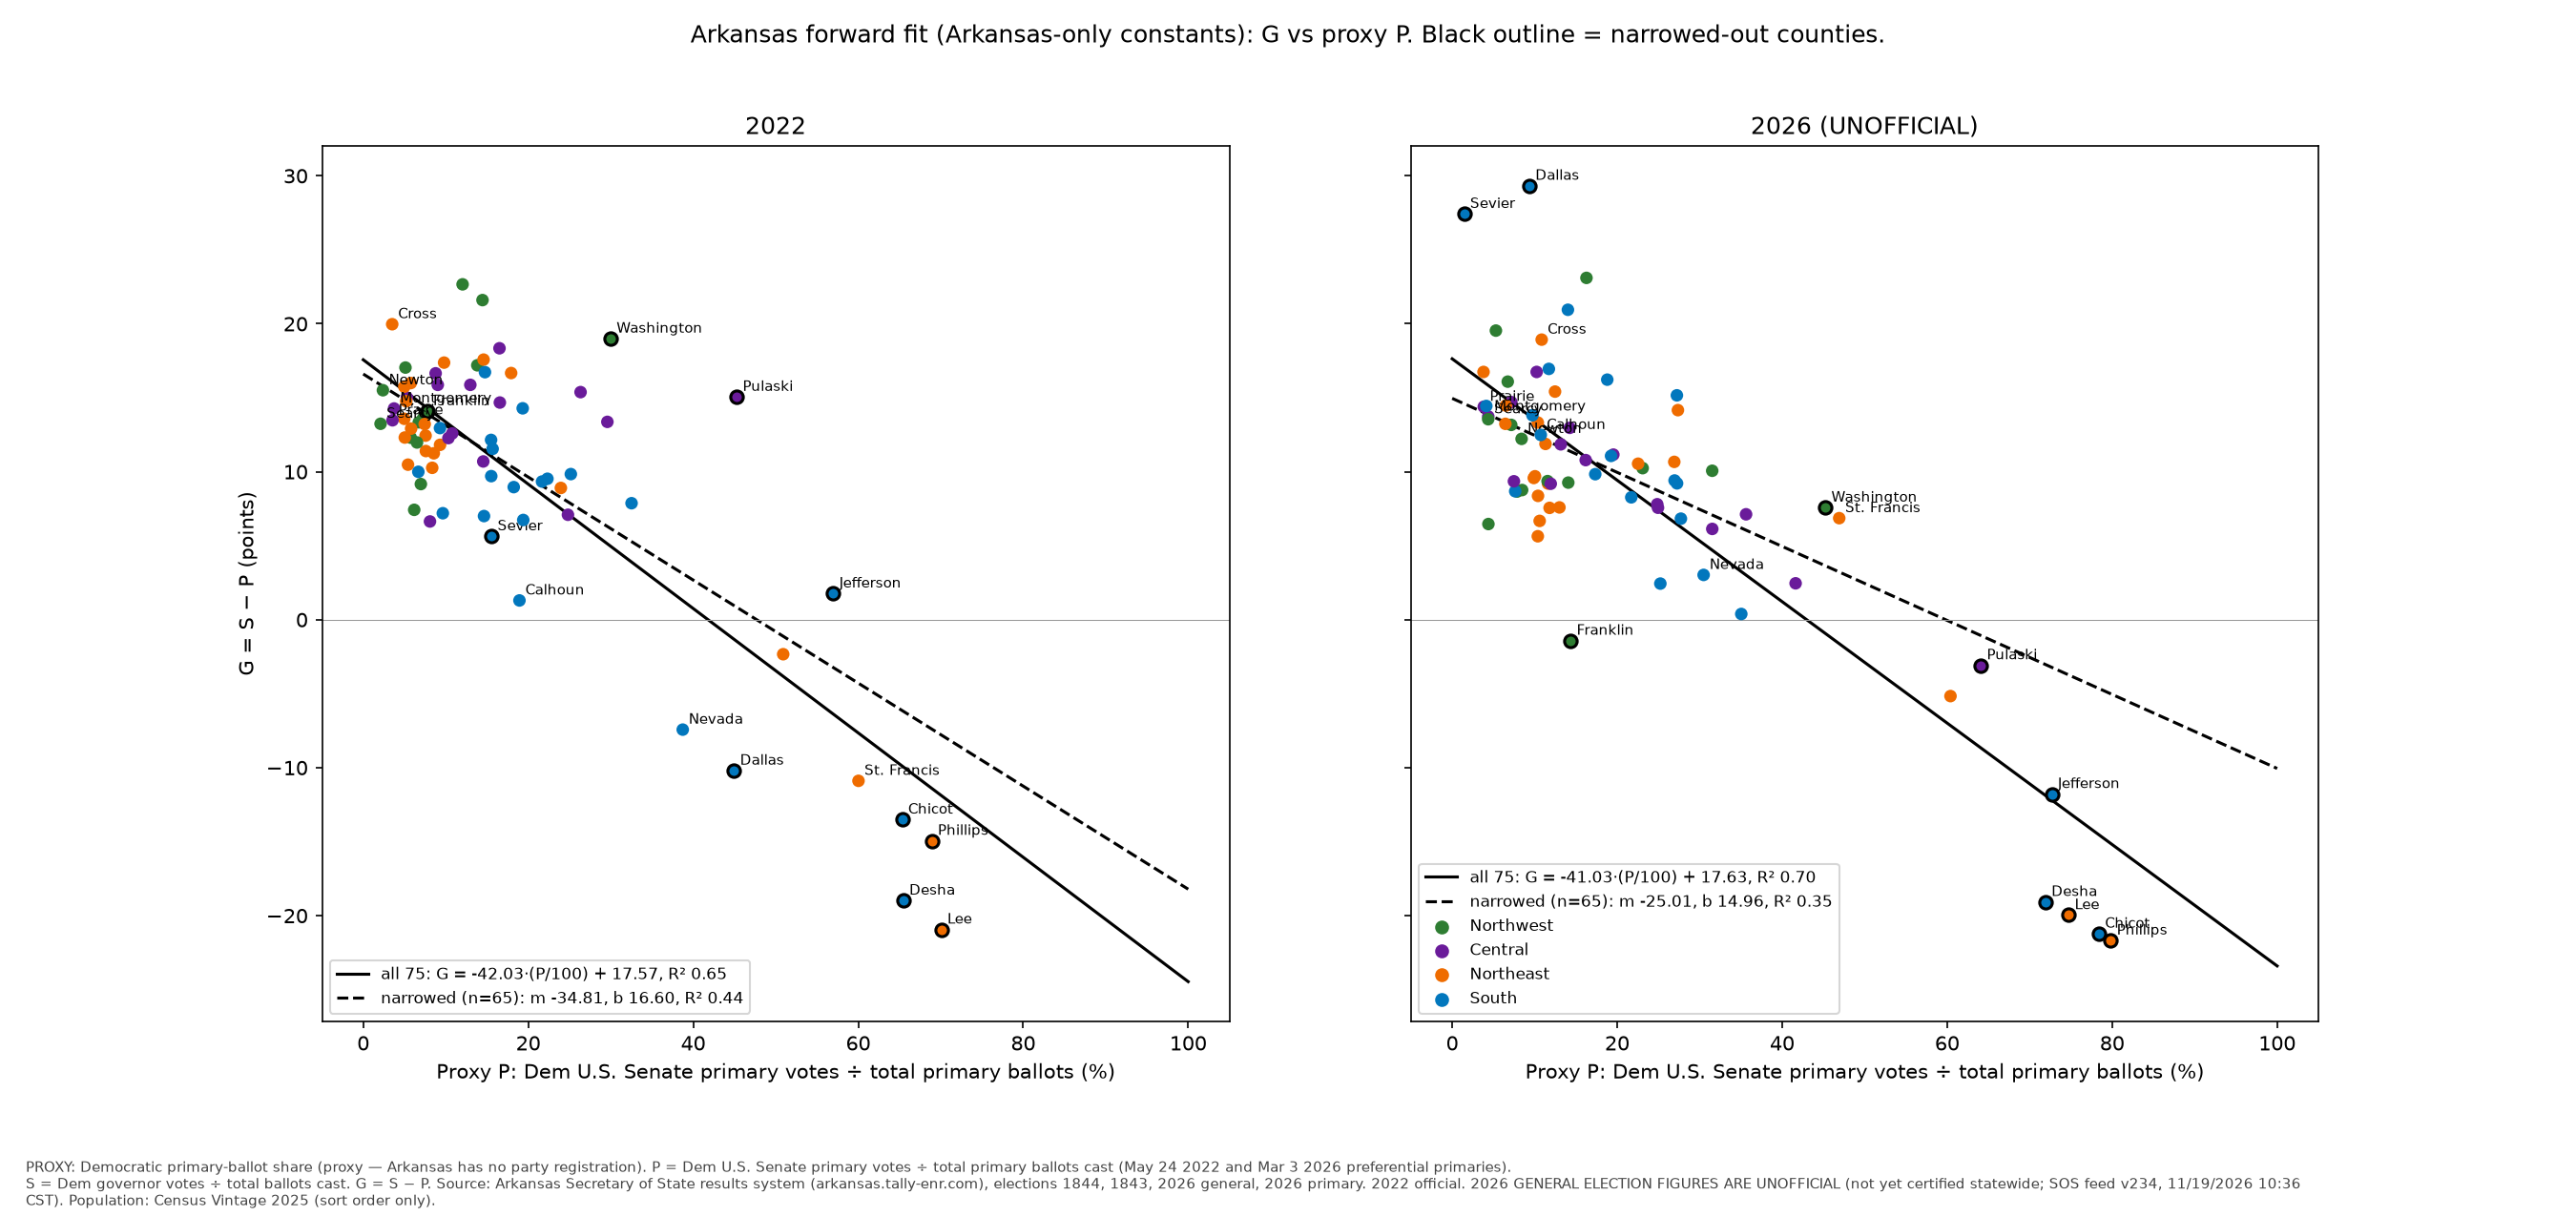 Arkansas forward fit (Arkansas-only constants): G vs proxy P. Black outline = narrowed-out counties.
2022
30
20
10
0
−10
−20
G = S − P (points)
Cross
Washington
Pulaski
Newton
Montgomery
Franklin
Prairie
Searcy
Sevier
Calhoun
Jefferson
Nevada
Dallas
St. Francis
Chicot
Phillips
Desha
Lee
all 75: G = -42.03·(P/100) + 17.57, R² 0.65
narrowed (n=65): m -34.81, b 16.60, R² 0.44
0 20 40 60 80 100
Proxy P: Dem U.S. Senate primary votes ÷ total primary ballots (%)
2026 (UNOFFICIAL)
Dallas
Sevier
Cross
Prairie
Montgomery
Searcy
Calhoun
Newton
Washington
St. Francis
Nevada
Franklin
Pulaski
Jefferson
Desha
Lee
Chicot
Phillips
all 75: G = -41.03·(P/100) + 17.63, R² 0.70
narrowed (n=65): m -25.01, b 14.96, R² 0.35
Northwest
Central
Northeast
South
0 20 40 60 80 100
Proxy P: Dem U.S. Senate primary votes ÷ total primary ballots (%)
PROXY: Democratic primary-ballot share (proxy — Arkansas has no party registration). P = Dem U.S. Senate primary votes ÷ total primary ballots cast (May 24 2022 and Mar 3 2026 preferential primaries).
S = Dem governor votes ÷ total ballots cast. G = S − P. Source: Arkansas Secretary of State results system (arkansas.tally-enr.com), elections 1844, 1843, 2026 general, 2026 primary. 2022 official. 2026 GENERAL ELECTION FIGURES ARE UNOFFICIAL (not yet certified statewide; SOS feed v234, 11/19/2026 10:36
CST). Population: Census Vintage 2025 (sort order only).